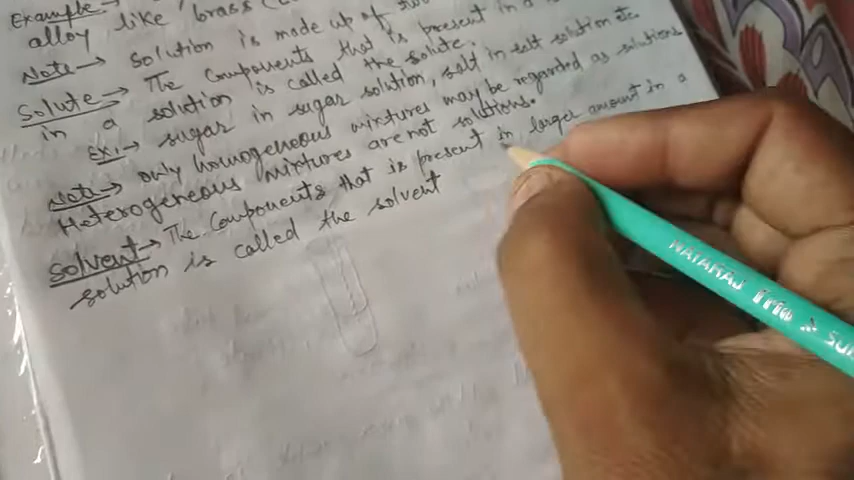 Example→
alloy like brass
Note→ solution is made up of two
Solute→ The Components that is present in a
in a solution is called the solute.
Ex:→ sugar in sugar solution, salt in salt solution etc.
Note→ only homogeneous mixtures may be regarded as solutions
Heterogeneous mixtures are not solutions.
Solvent→ The Components that is present in larger amount in a
solution is called the solvent
NATARAJ